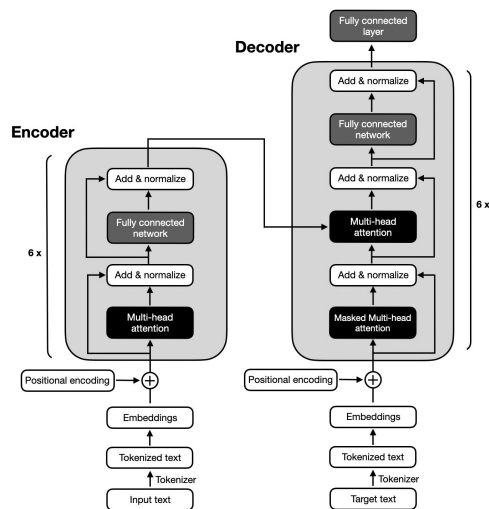 Fully connected
layer
Decoder
Add & normalize
Fully connected
network
Add & normalize
Multi-head
attention
Add & normalize
Masked Multi-head
attention
6 x
Positional encoding
Embeddings
Tokenized text
Tokenizer
Target text
Encoder
Add & normalize
Fully connected
network
Add & normalize
Multi-head
attention
6 x
Positional encoding
Embeddings
Tokenized text
Tokenizer
Input text